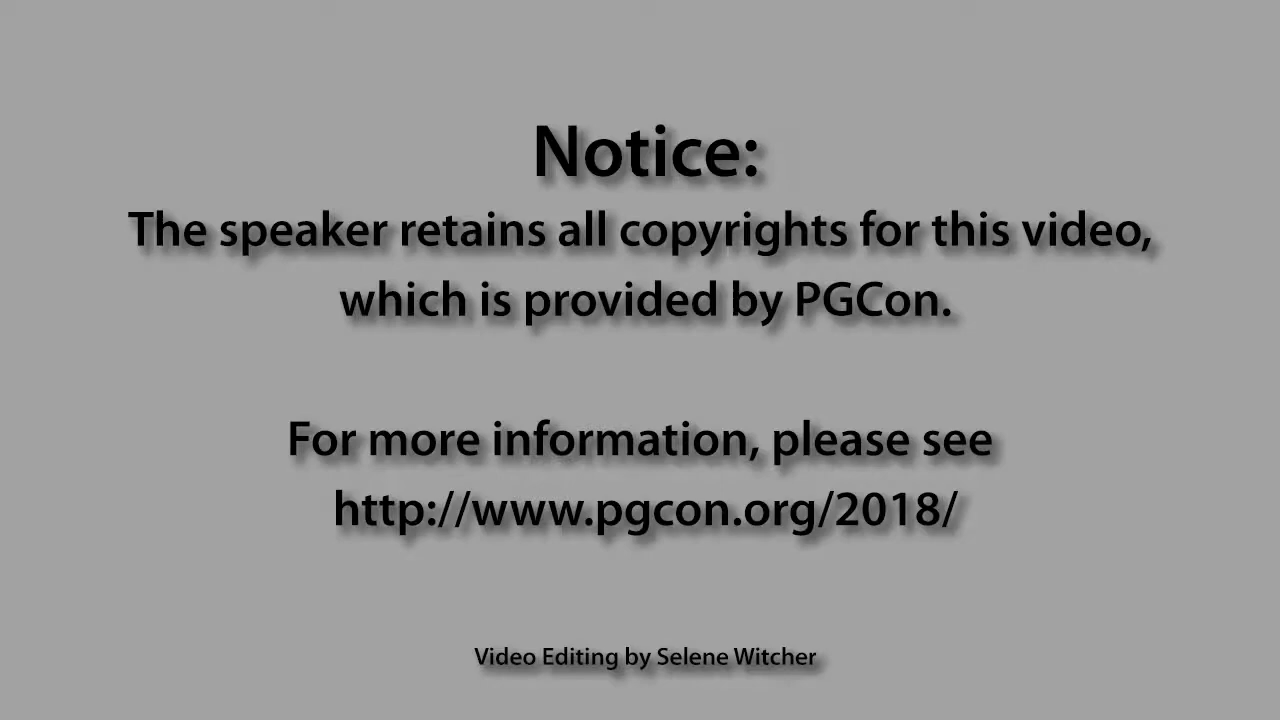 Notice:
The speaker retains all copyrights for this video,
which is provided by PGCon.
For more information, please see
http://www.pgcon.org/2018/
Video Editing by Selene Witcher